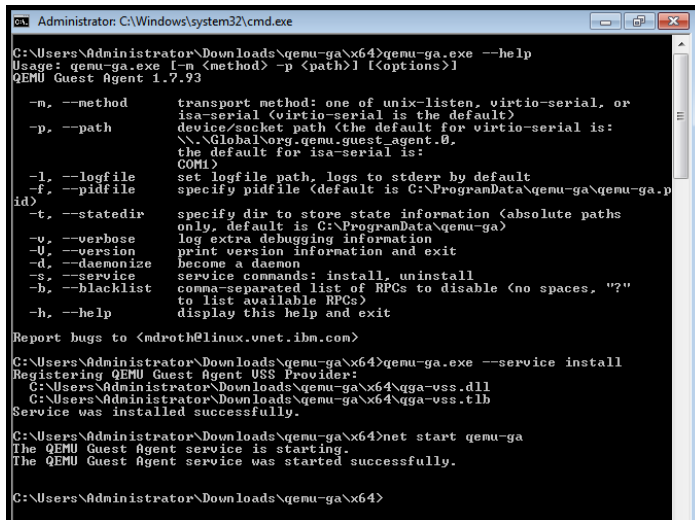 Administrator: C:\Windows\system32\cmd.exe
C:\Users\Administrator\Downloads\qemu-ga\x64>qemu-ga.exe --help
Usage: qemu-ga.exe [-m <method> -p <path>] [<options>]
QEMU Guest Agent 1.7.93
-m, --method transport method: one of unix-listen, virtio-serial, or
isa-serial (virtio-serial is the default)
-p, --path device/socket path (the default for virtio-serial is:
\\.\Global\org.qemu.guest_agent.0,
the default for isa-serial is:
COM1)
-l, --logfile set logfile path, logs to stderr by default
-f, --pidfile specify pidfile (default is C:\ProgramData\qemu-ga\qemu-ga.p
id)
-t, --statedir specify dir to store state information (absolute paths
only, default is C:\ProgramData\qemu-ga)
-v, --verbose log extra debugging information
-V, --version print version information and exit
-d, --daemonize become a daemon
-s, --service service commands: install, uninstall
-b, --blacklist comma-separated list of RPCs to disable (no spaces, "?"
to list available RPCs)
-h, --help display this help and exit
Report bugs to <mdroth@linux.vnet.ibm.com>
C:\Users\Administrator\Downloads\qemu-ga\x64>qemu-ga.exe --service install
Registering QEMU Guest Agent VSS Provider:
C:\Users\Administrator\Downloads\qemu-ga\x64\qga-vss.dll
C:\Users\Administrator\Downloads\qemu-ga\x64\qga-vss.tlb
Service was installed successfully.
C:\Users\Administrator\Downloads\qemu-ga\x64>net start qemu-ga
The QEMU Guest Agent service is starting.
The QEMU Guest Agent service was started successfully.
C:\Users\Administrator\Downloads\qemu-ga\x64>